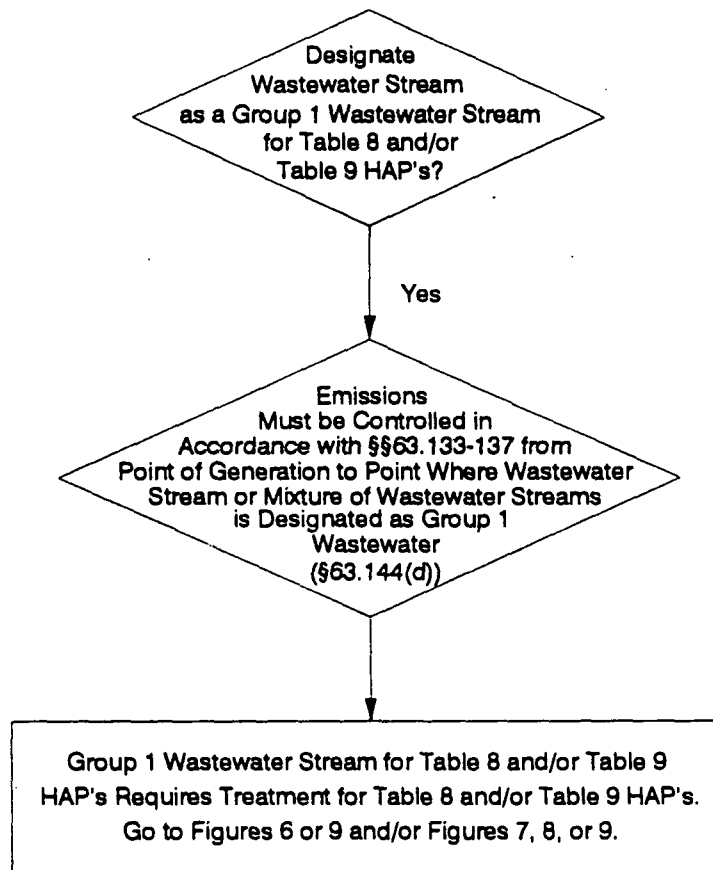 Designate
Wastewater Stream
as a Group 1 Wastewater Stream
for Table 8 and/or
Table 9 HAP's?
Yes
Emissions
Must be Controlled in
Accordance with §§63.133-137 from
Point of Generation to Point Where Wastewater
Stream or Mixture of Wastewater Streams
is Designated as Group 1
Wastewater
(§63.144(d))
Group 1 Wastewater Stream for Table 8 and/or Table 9
HAP's Requires Treatment for Table 8 and/or Table 9 HAP's.
Go to Figures 6 or 9 and/or Figures 7, 8, or 9.